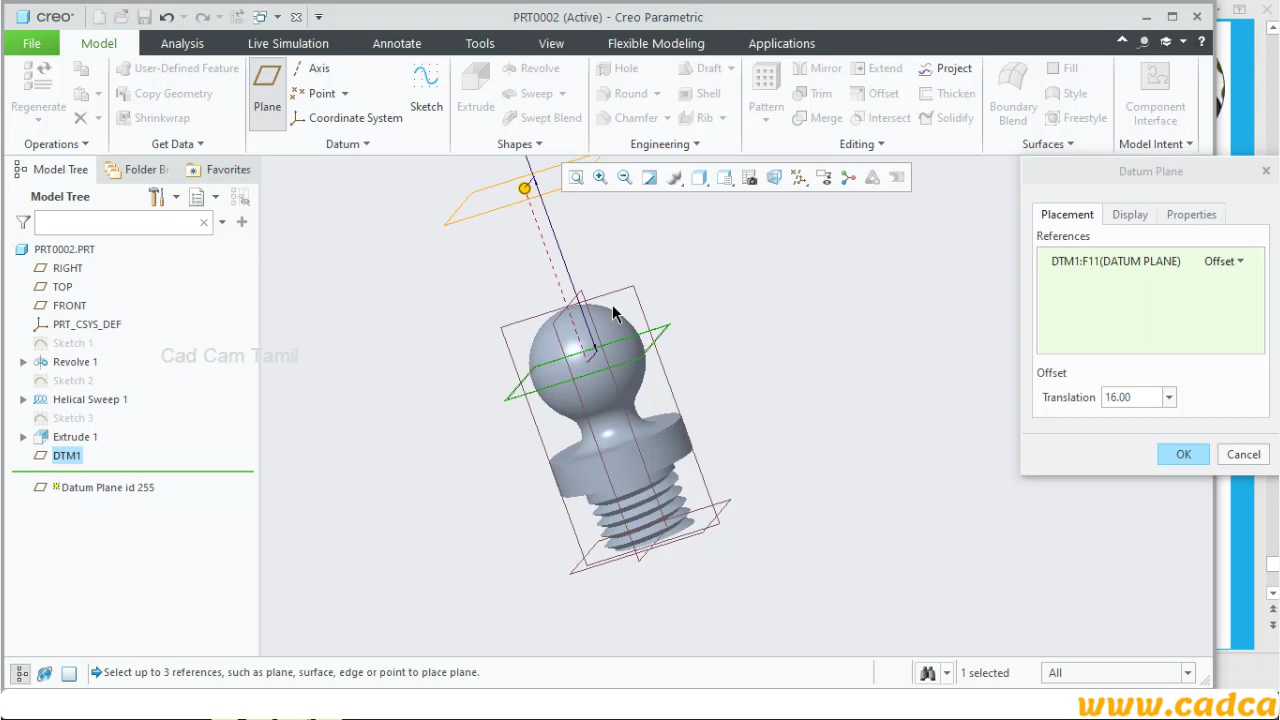 creo®
PRT0002 (Active) - Creo Parametric
File
Model
Analysis
Live Simulation
Annotate
Tools
View
Flexible Modeling
Applications
Regenerate
User-Defined Feature
Copy Geometry
Shrinkwrap
Plane
Axis
Point
Coordinate System
Sketch
Extrude
Revolve
Sweep
Swept Blend
Hole
Round
Chamfer
Draft
Shell
Rib
Pattern
Mirror
Trim
Merge
Extend
Offset
Intersect
Project
Thicken
Solidify
Boundary Blend
Fill
Style
Freestyle
Component Interface
Operations
Get Data
Datum
Shapes
Engineering
Editing
Surfaces
Model Intent
Model Tree
Folder B
Favorites
Model Tree
PRT0002.PRT
RIGHT
TOP
FRONT
PRT_CSYS_DEF
Sketch 1
Revolve 1
Sketch 2
Helical Sweep 1
Sketch 3
Extrude 1
DTM1
Datum Plane id 255
Cad Cam Tamil
Datum Plane
Placement
Display
Properties
References
DTM1:F11(DATUM PLANE)
Offset
Offset
Translation
16.00
OK
Cancel
Select up to 3 references, such as plane, surface, edge or point to place plane.
1 selected
All
www.cadca